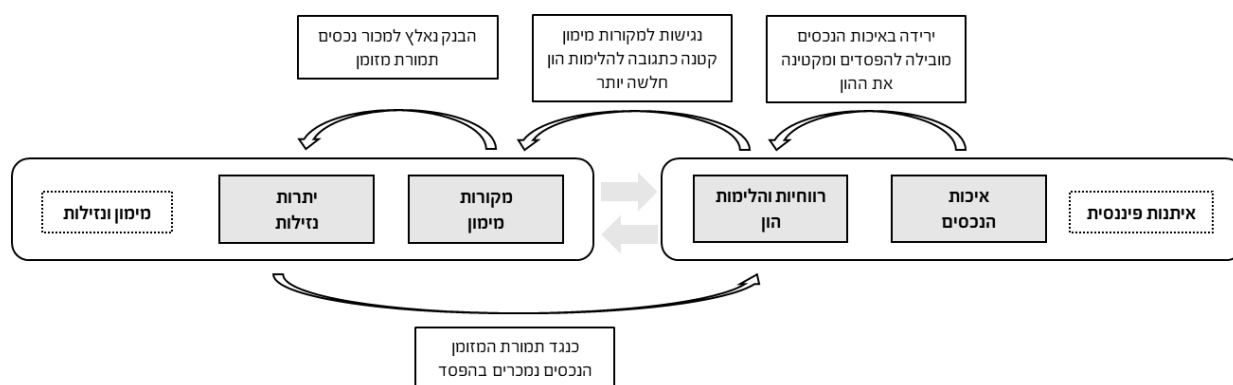 ירידה באיכות הנכסים
מובילה להפסדים ומקטינה
את ההון
נגישות למקורות מימון
קטנה כתגובה להלימות הון
חלשה יותר
הבנק נאלץ למכור נכסים
תמורת מזומן
איתנות פיננסית
איכות
הנכסים
רווחיות והלימות
הון
מקורות
מימון
יתרות
נזילות
מימון ונזילות
כנגד תמורת המזומן
הנכסים נמכרים בהפסד